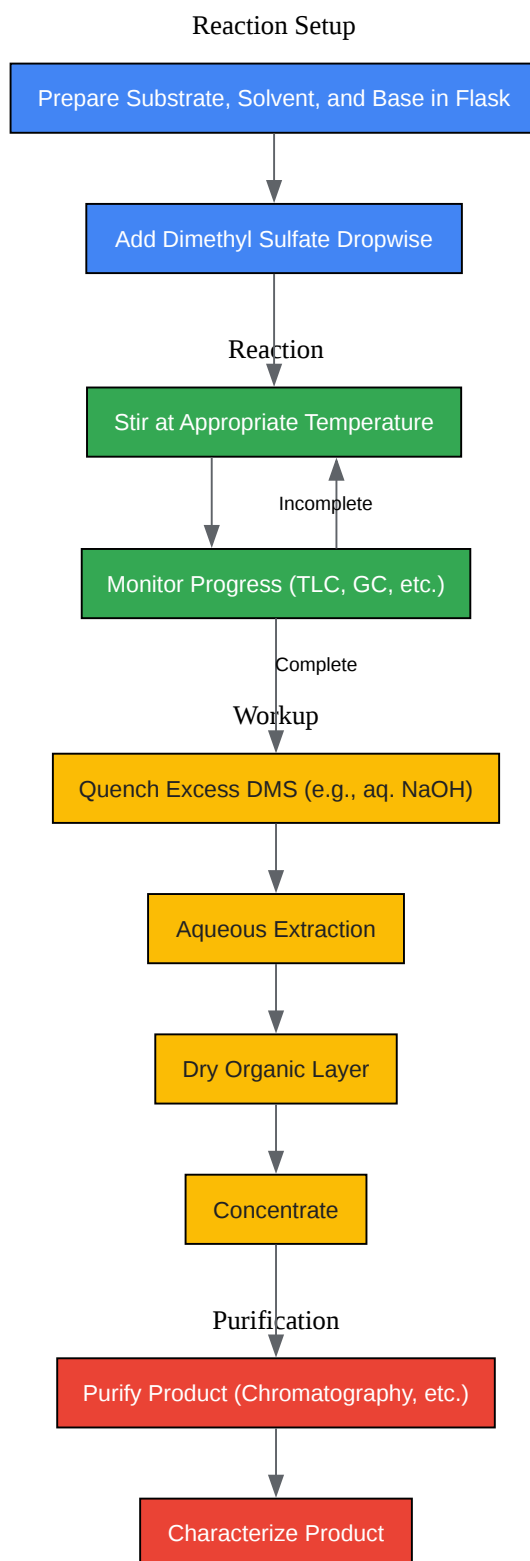 Reaction Setup
Prepare Substrate, Solvent, and Base in Flask
Add Dimethyl Sulfate Dropwise
Reaction
Stir at Appropriate Temperature
Incomplete
Monitor Progress (TLC, GC, etc.)
Complete
Workup
Quench Excess DMS (e.g., aq. NaOH)
Aqueous Extraction
Dry Organic Layer
Concentrate
Purification
Purify Product (Chromatography, etc.)
Characterize Product